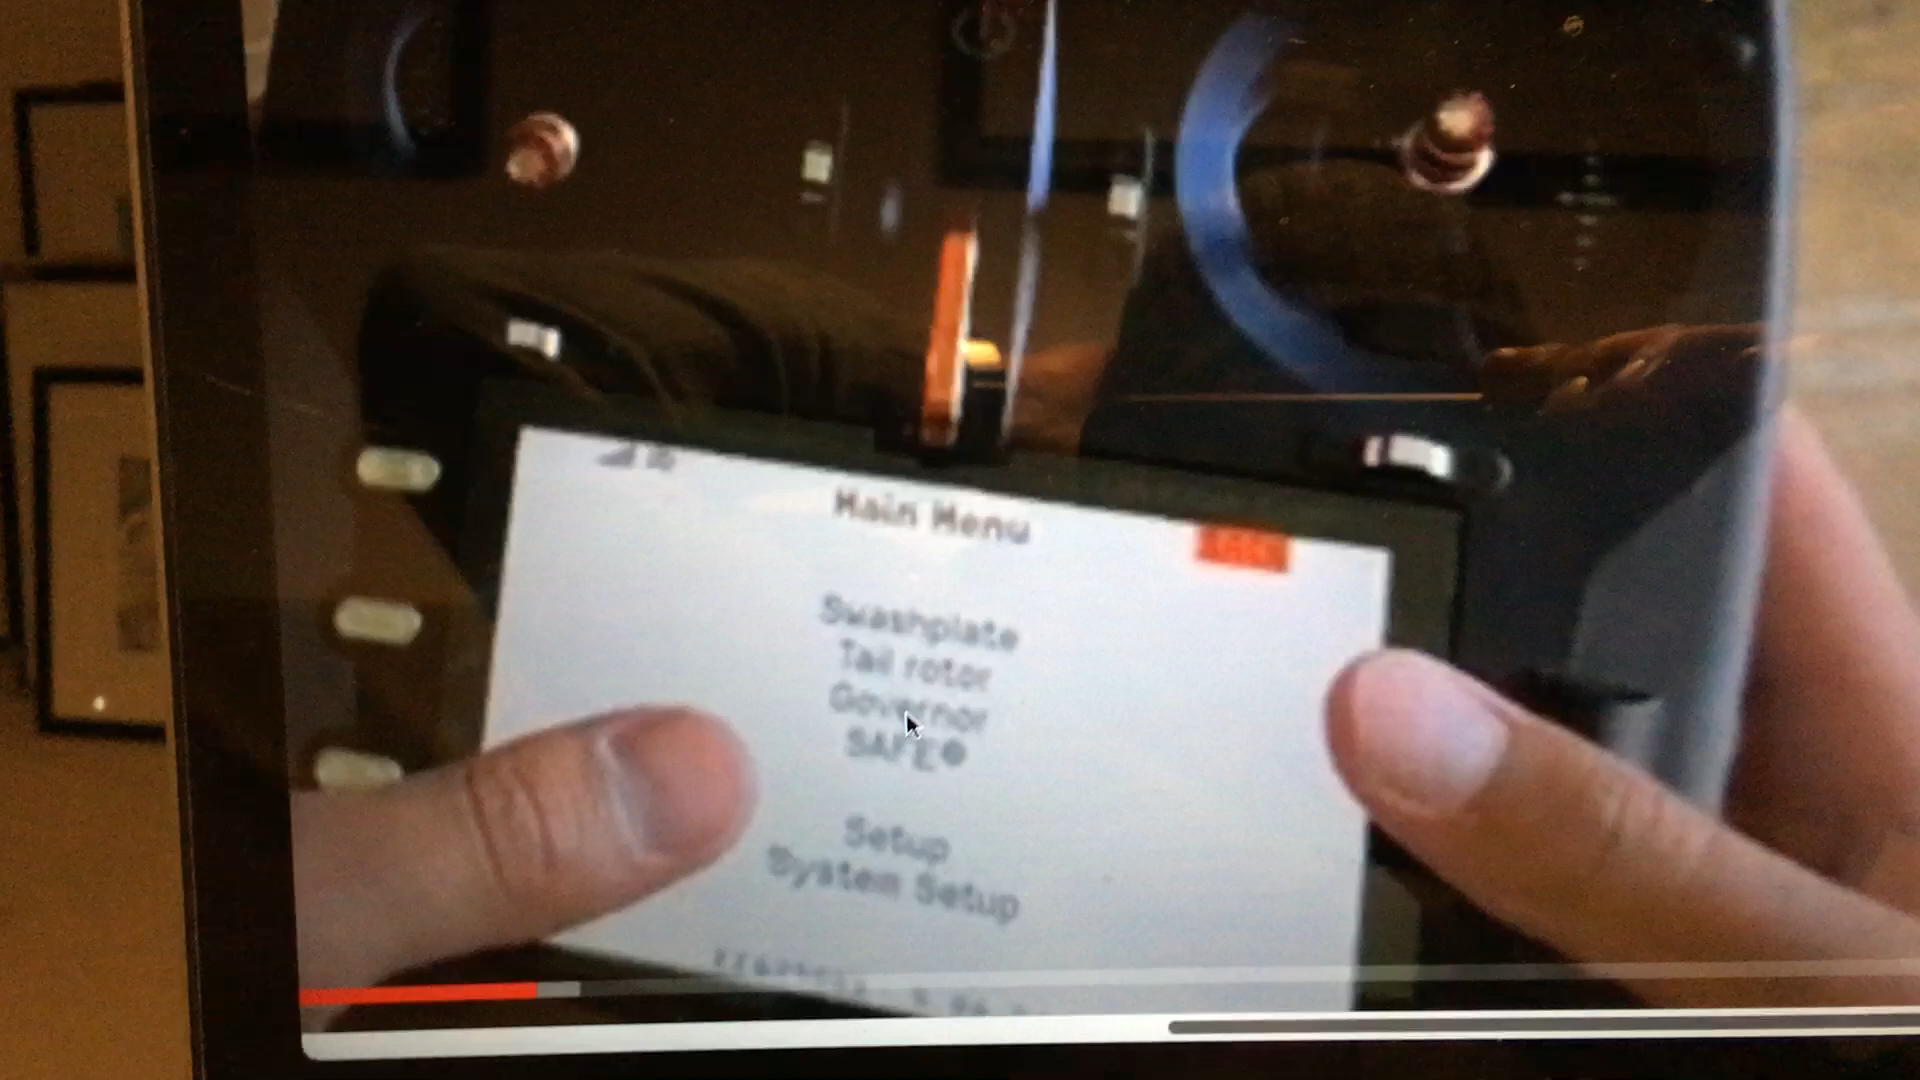 Main Menu
Swashplate
Tail rotor
Governor
SAFE®
Setup
System Setup